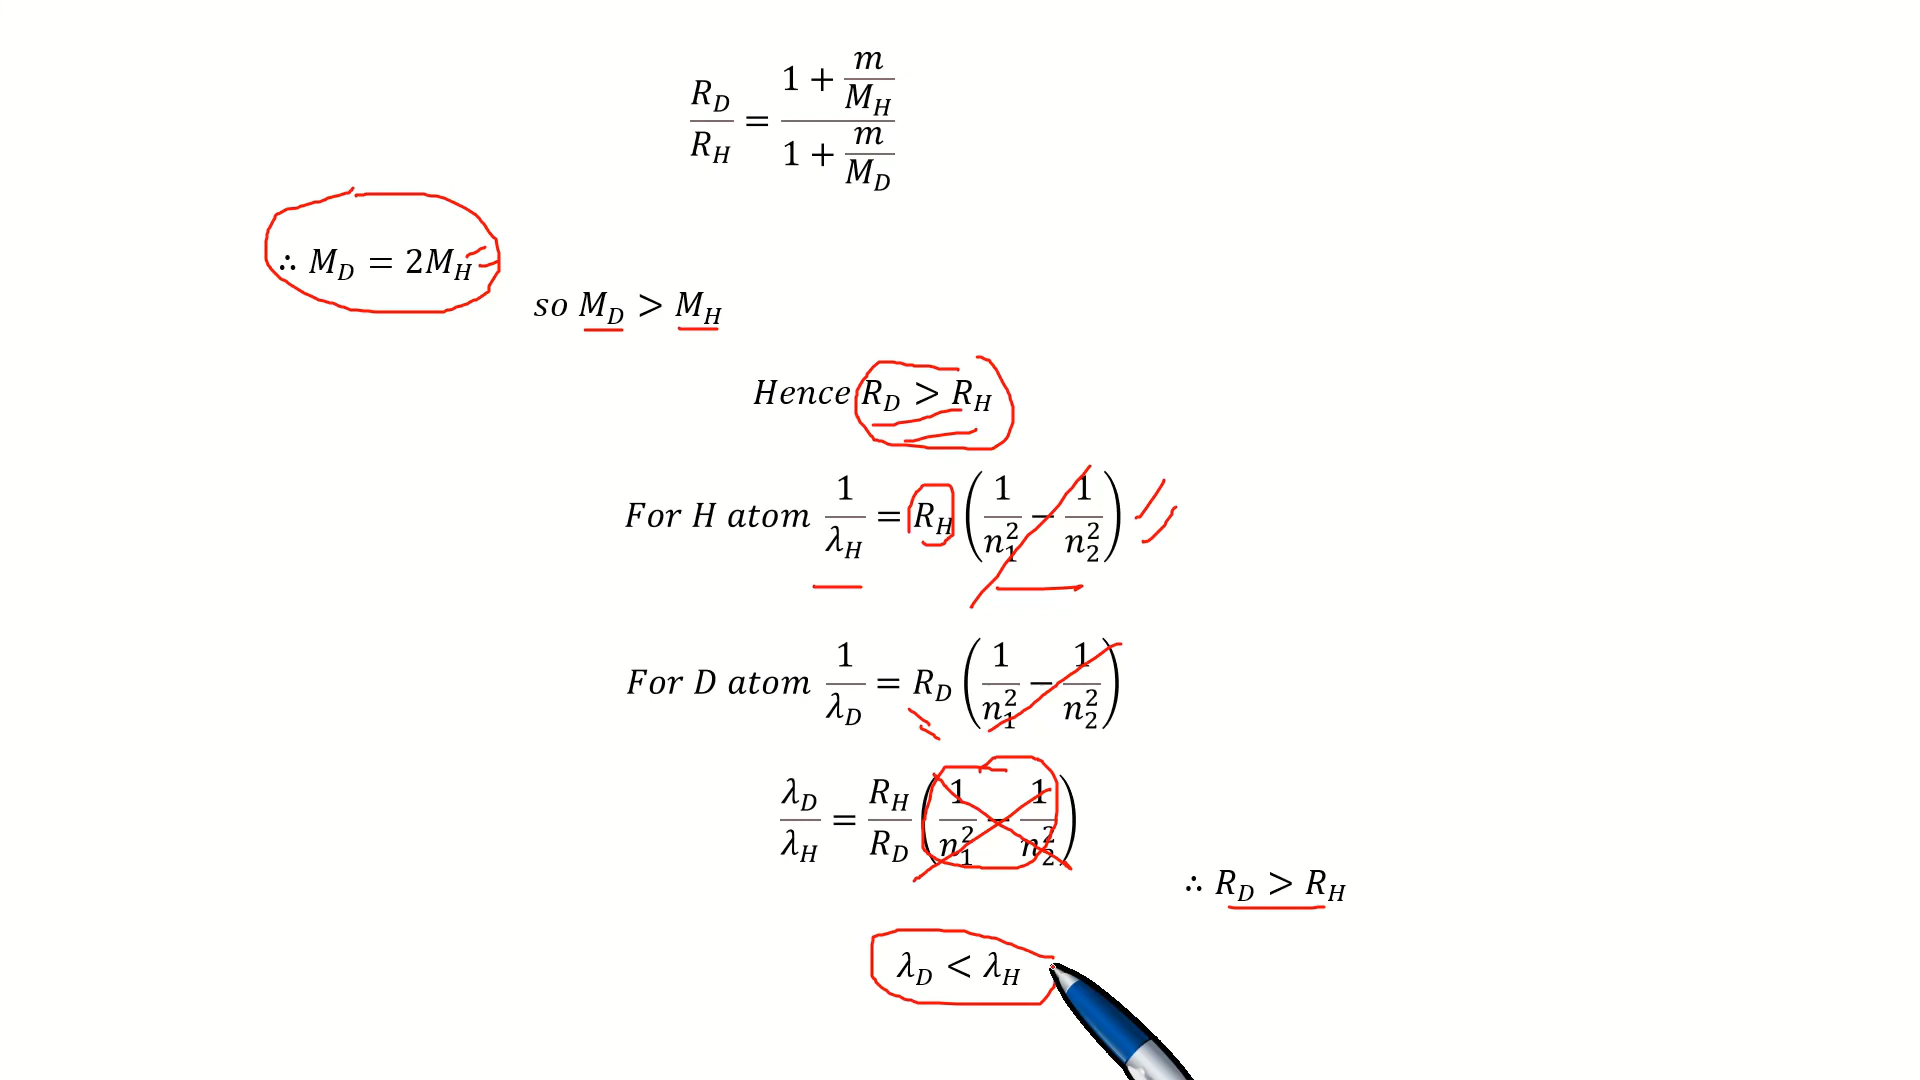 R_D/R_H = (1 + m/M_H)/(1 + m/M_D)
∴ M_D = 2M_H
so M_D > M_H
Hence R_D > R_H
For H atom 1/λ_H = R_H (1/n_1^2 − 1/n_2^2)
For D atom 1/λ_D = R_D (1/n_1^2 − 1/n_2^2)
λ_D/λ_H = R_H/R_D (1/n_1^2 − 1/n_2^2)
∴ R_D > R_H
λ_D < λ_H